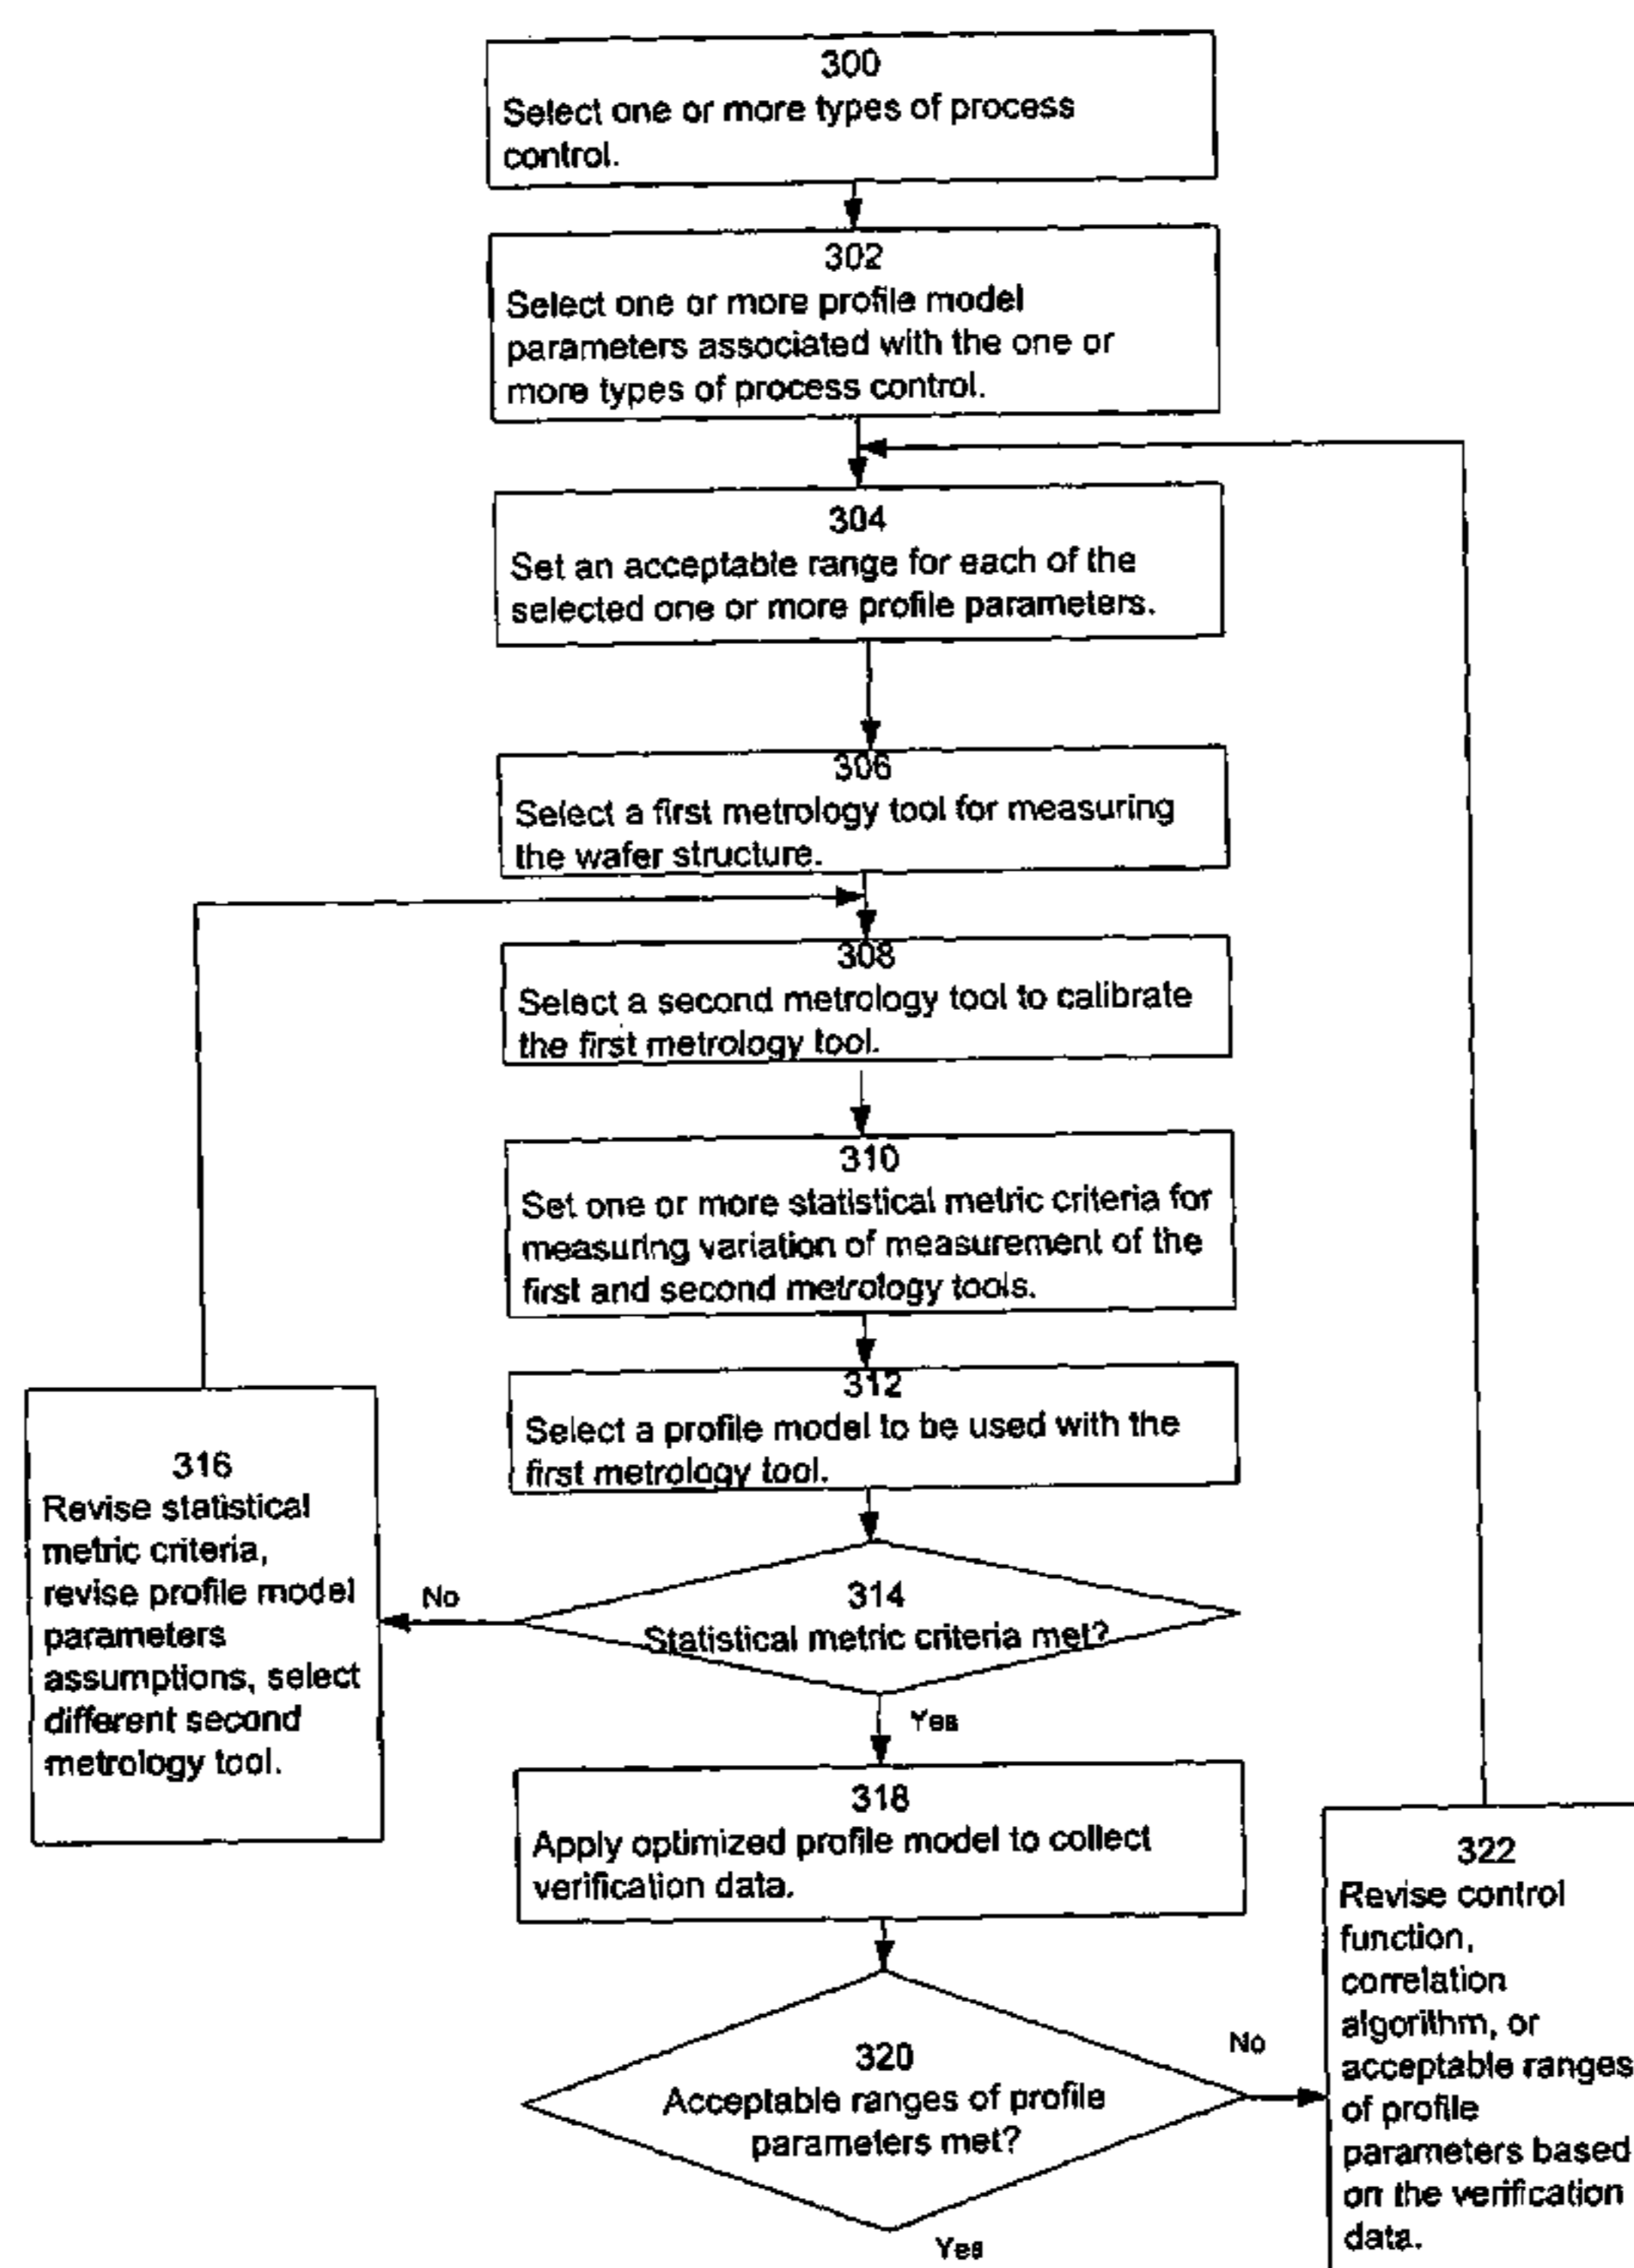 300
Select one or more types of process
control.
302
Select one or more profile model
parameters associated with the one or
more types of process control.
304
Set an acceptable range for each of the
selected one or more profile parameters.
306
Select a first metrology tool for measuring
the wafer structure.
308
Select a second metrology tool to calibrate
the first metrology tool.
310
Set one or more statistical metric criteria for
measuring variation of measurement of the
first and second metrology tools.
312
Select a profile model to be used with the
first metrology tool.
314
Statistical metric criteria met?
No
316
Revise statistical
metric criteria,
revise profile model
parameters
assumptions, select
different second
metrology tool.
Yes
318
Apply optimized profile model to collect
verification data.
320
Acceptable ranges of profile
parameters met?
No
322
Revise control
function,
correlation
algorithm, or
acceptable ranges
of profile
parameters based
on the verification
data.
Yes